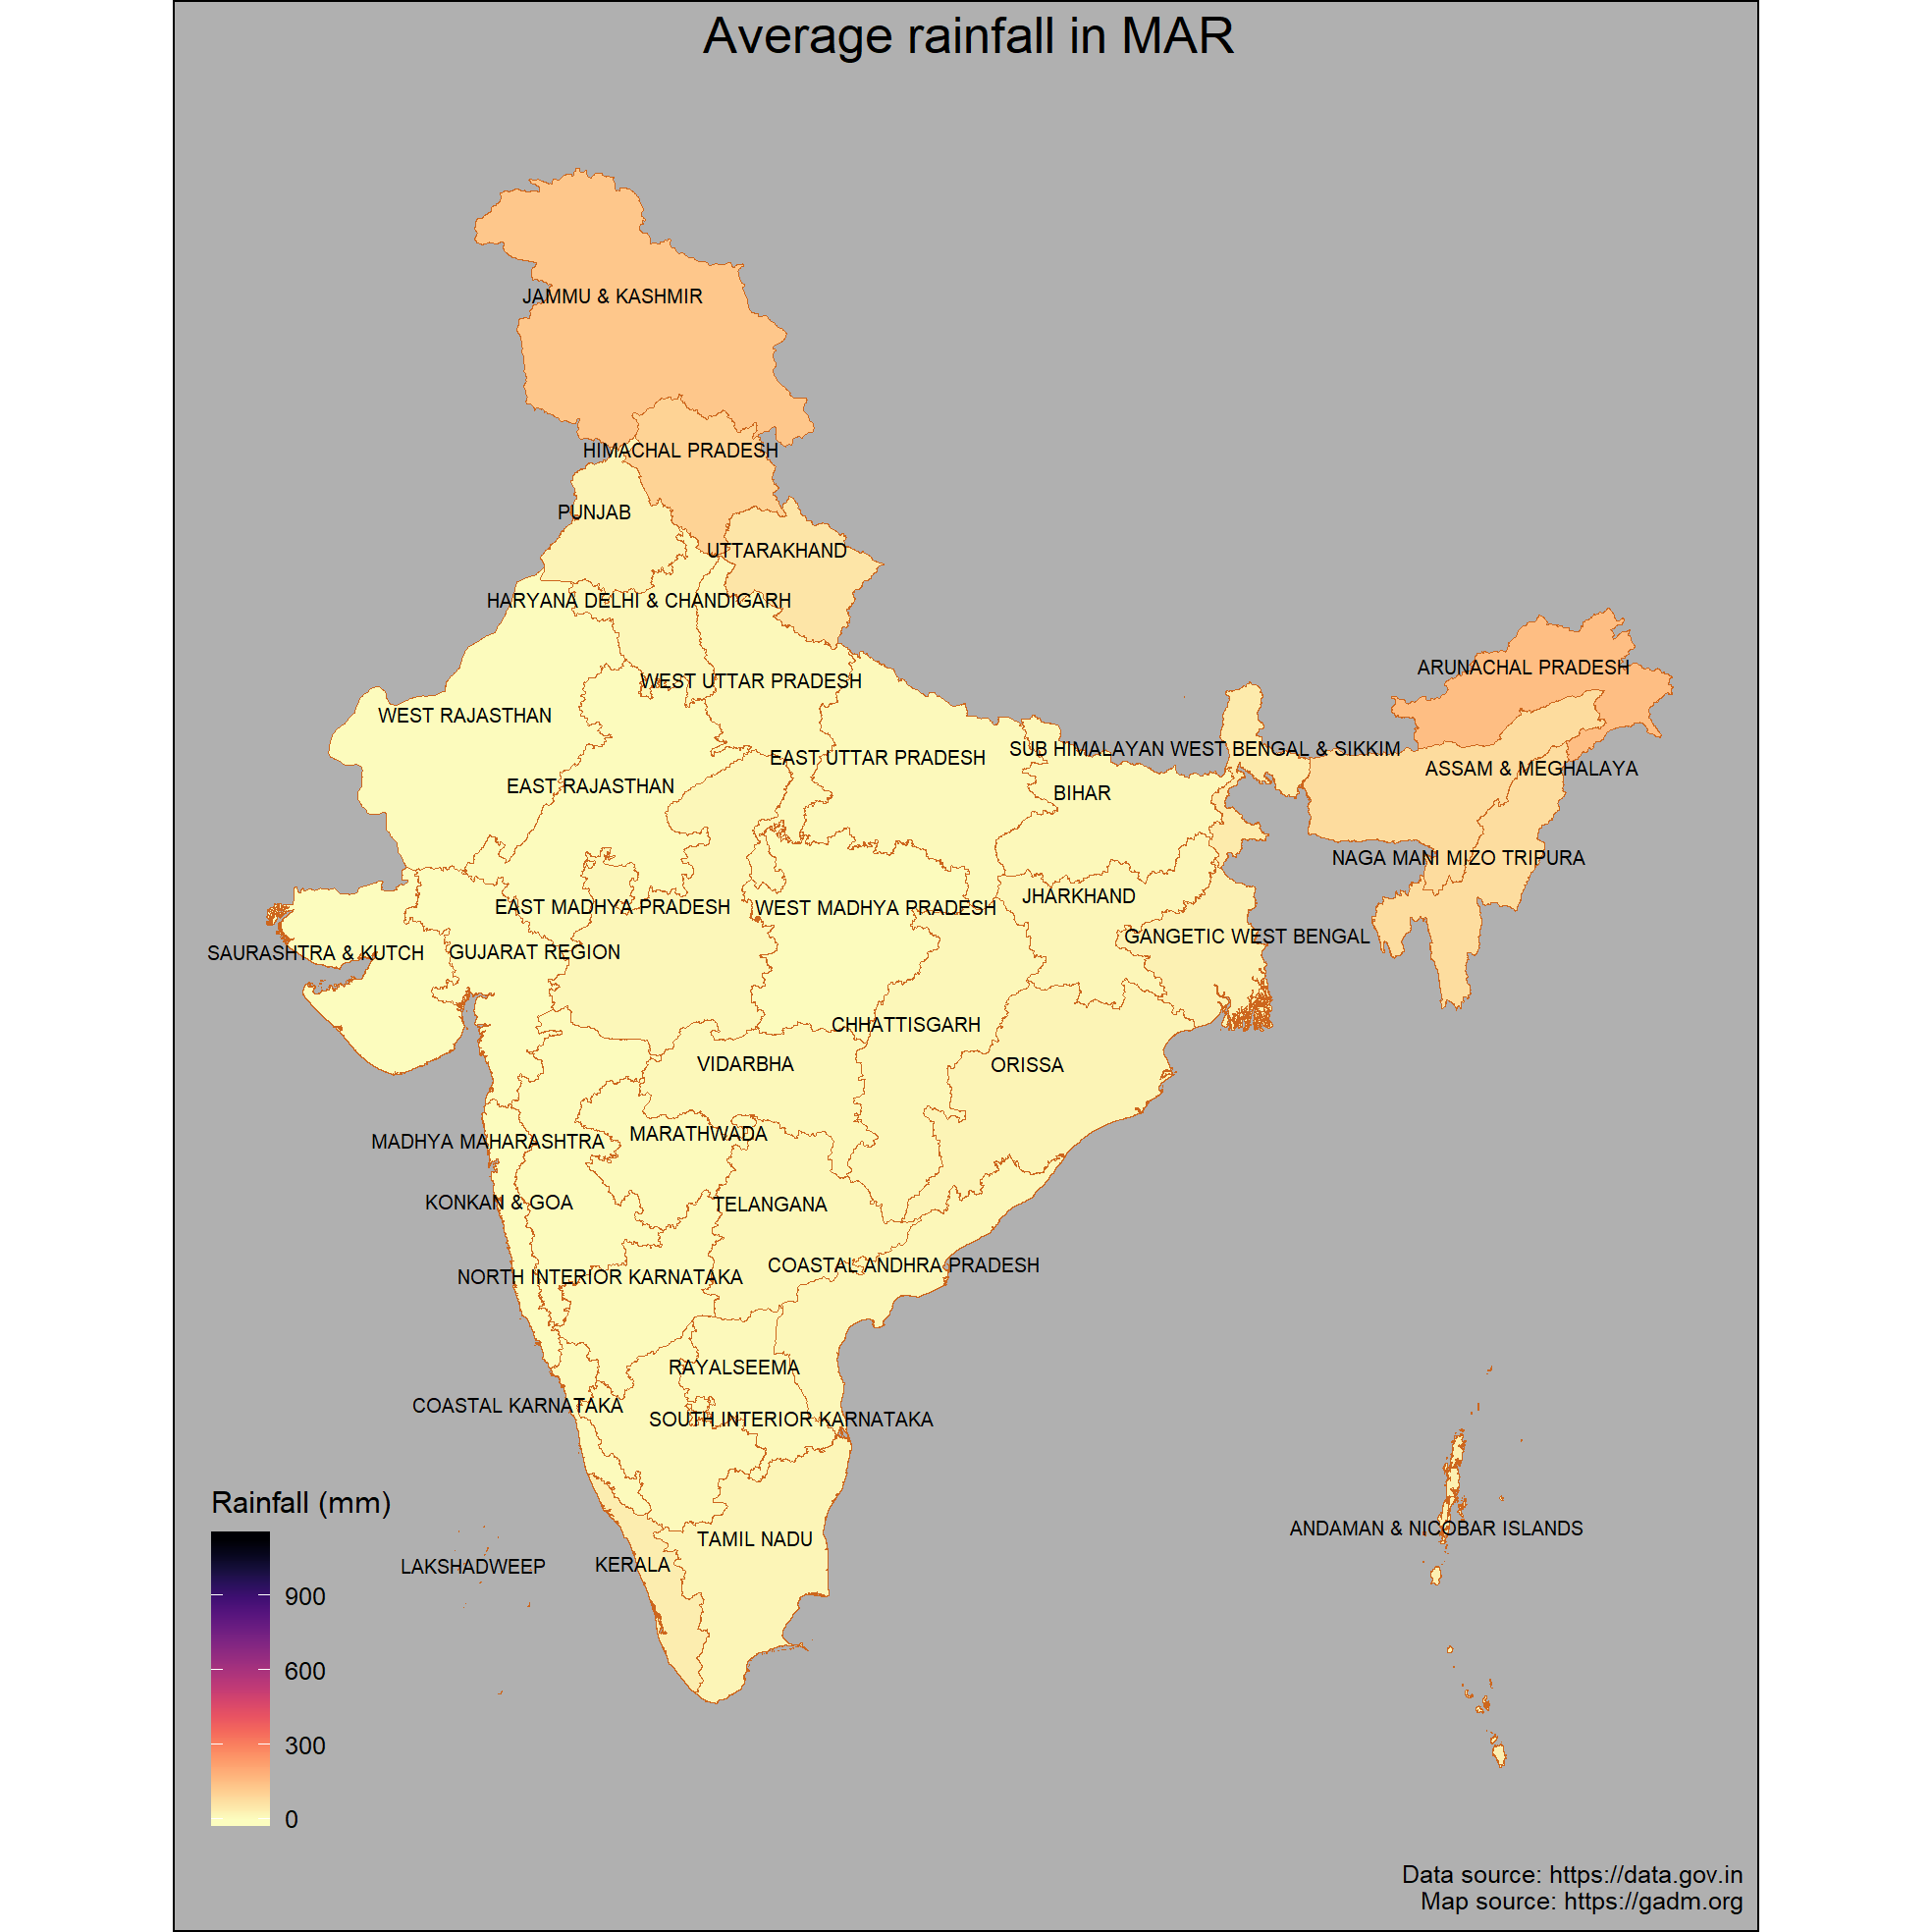 Average rainfall in MAR
JAMMU & KASHMIR
HIMACHAL PRADESH
PUNJAB
UTTARAKHAND
HARYANA DELHI & CHANDIGARH
ARUNACHAL PRADESH
WEST UTTAR PRADESH
WEST RAJASTHAN
SUB HIMALAYAN WEST BENGAL & SIKKIM
EAST UTTAR PRADESH
ASSAM & MEGHALAYA
EAST RAJASTHAN
BIHAR
NAGA MANI MIZO TRIPURA
JHARKHAND
EAST MADHYA PRADESH
WEST MADHYA PRADESH
GANGETIC WEST BENGAL
SAURASHTRA & KUTCH
GUJARAT REGION
CHHATTISGARH
VIDARBHA
ORISSA
MARATHWADA
MADHYA MAHARASHTRA
KONKAN & GOA
TELANGANA
COASTAL ANDHRA PRADESH
NORTH INTERIOR KARNATAKA
RAYALSEEMA
COASTAL KARNATAKA
SOUTH INTERIOR KARNATAKA
Rainfall (mm)
ANDAMAN & NICOBAR ISLANDS
TAMIL NADU
LAKSHADWEEP
KERALA
900
600
300
0
Data source: https://data.gov.in
Map source: https://gadm.org